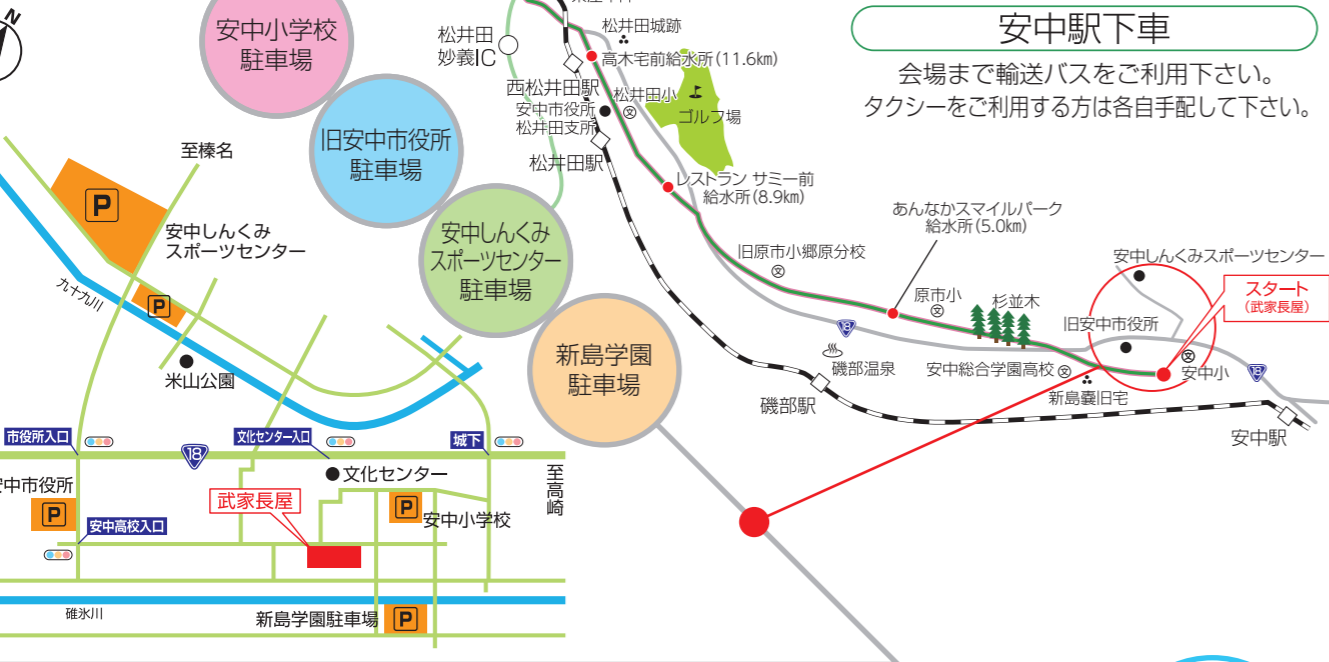 N
安中小学校
駐車場
旧安中市役所
駐車場
安中しんくみ
スポーツセンター
駐車場
新島学園
駐車場
安中駅下車
会場まで輸送バスをご利用下さい。
タクシーをご利用する方は各自手配して下さい。
松井田
妙義IC
松井田城跡
高木宅前給水所(11.6km)
西松井田駅
安中市役所
松井田支所
松井田小
文
ゴルフ場
松井田駅
レストラン サミー前
給水所(8.9km)
あんなかスマイルパーク
給水所(5.0km)
旧原市小郷原分校
文
原市小
文
杉並木
18
磯部温泉
磯部駅
安中総合学園高校
文
旧安中市役所
安中しんくみスポーツセンター
スタート
(武家長屋)
文
安中小
新島襄旧宅
18
安中駅
至榛名
P
安中しんくみ
スポーツセンター
九十九川
P
米山公園
市役所入口
18
文化センター入口
城下
文化センター
至高崎
中市役所
P
武家長屋
P
安中小学校
安中高校入口
碓氷川
新島学園駐車場
P